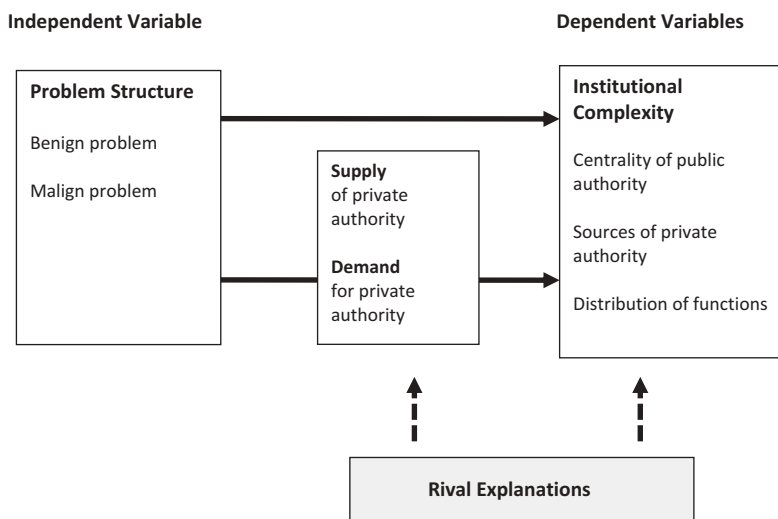 Independent Variable
Dependent Variables
Problem Structure
Benign problem
Malign problem
Supply
of private
authority
Demand
for private
authority
Institutional
Complexity
Centrality of public
authority
Sources of private
authority
Distribution of functions
Rival Explanations